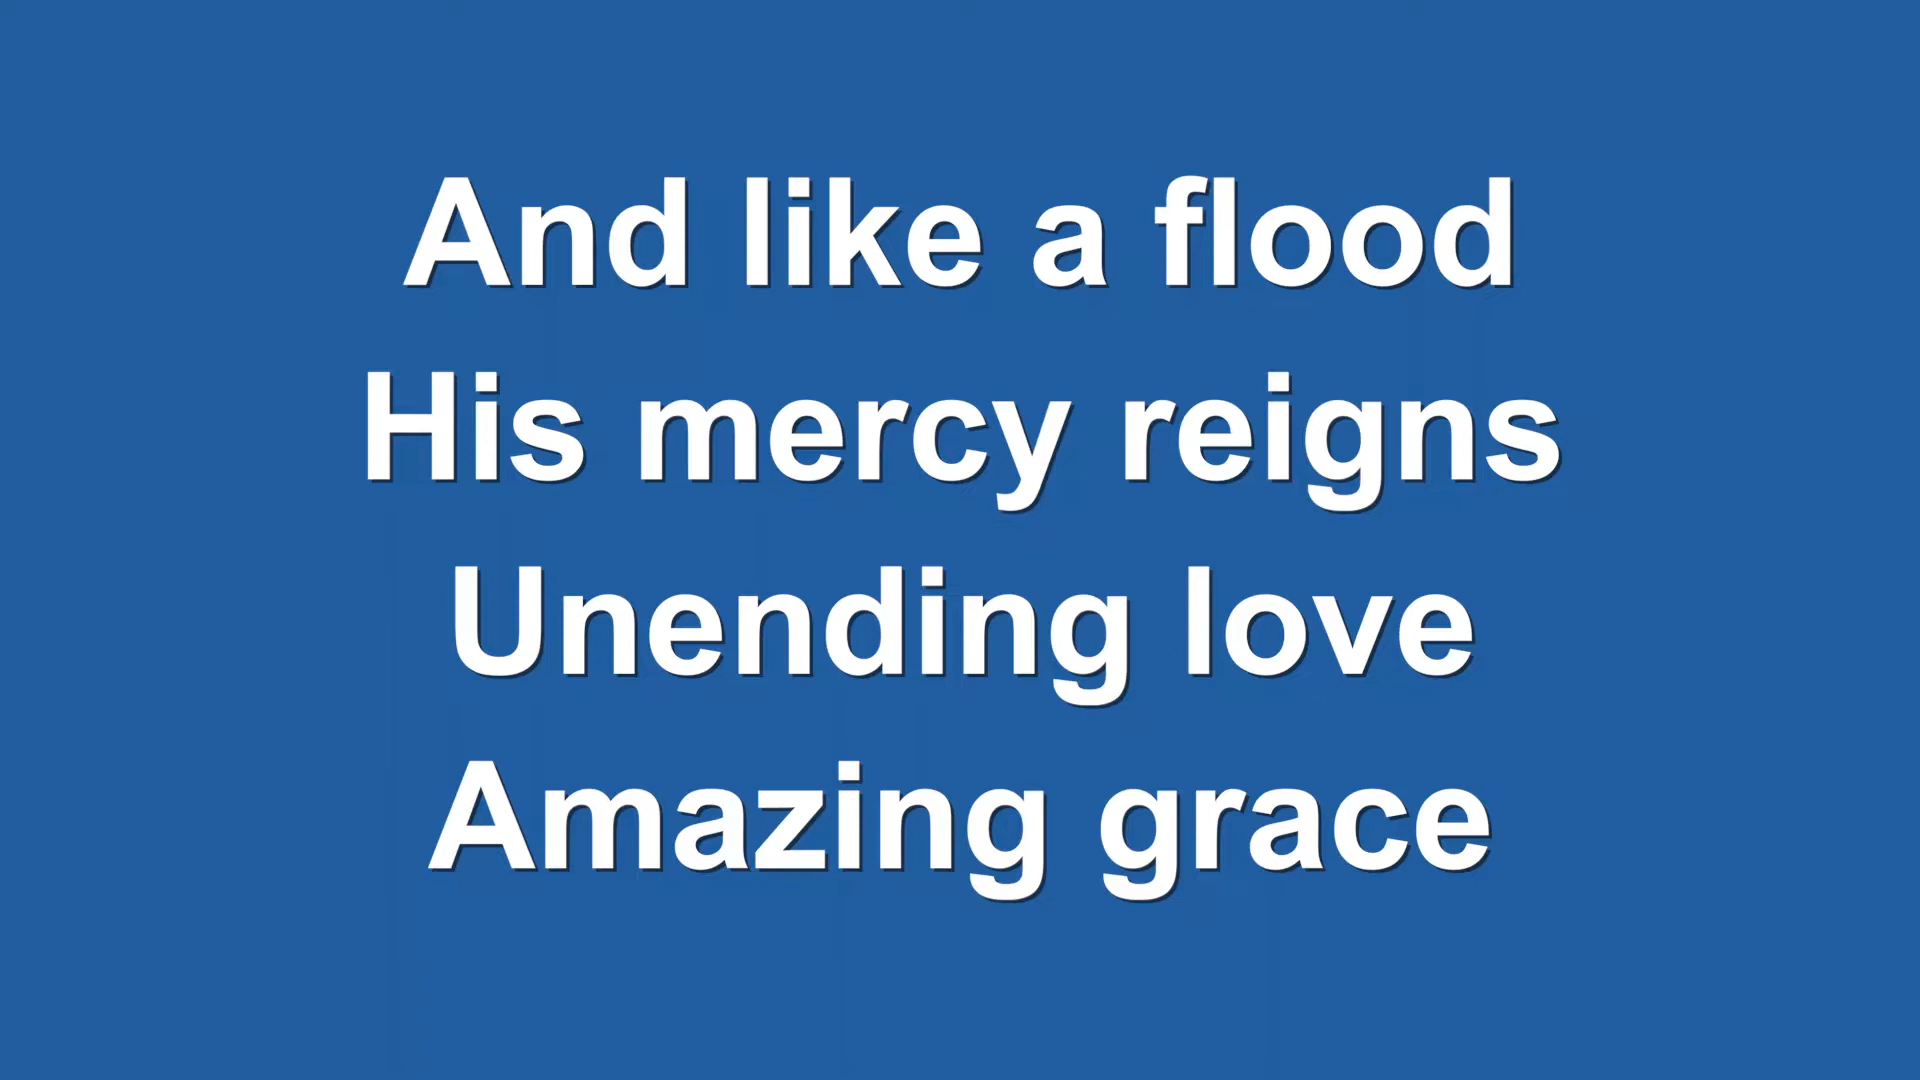 And like a flood
His mercy reigns
Unending love
Amazing grace